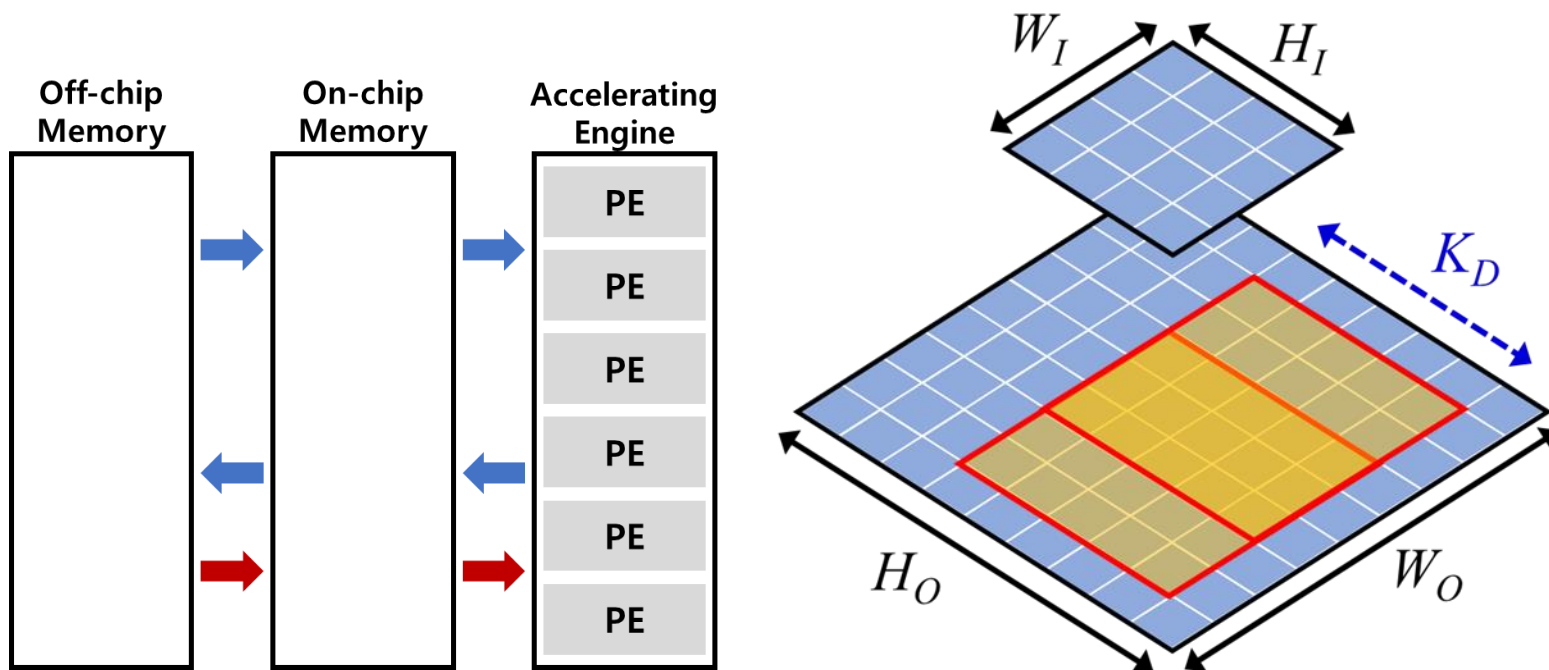 Off-chip
Memory
On-chip
Memory
Accelerating
Engine
PE
PE
PE
PE
PE
PE
W_I
H_I
K_D
H_O
W_O